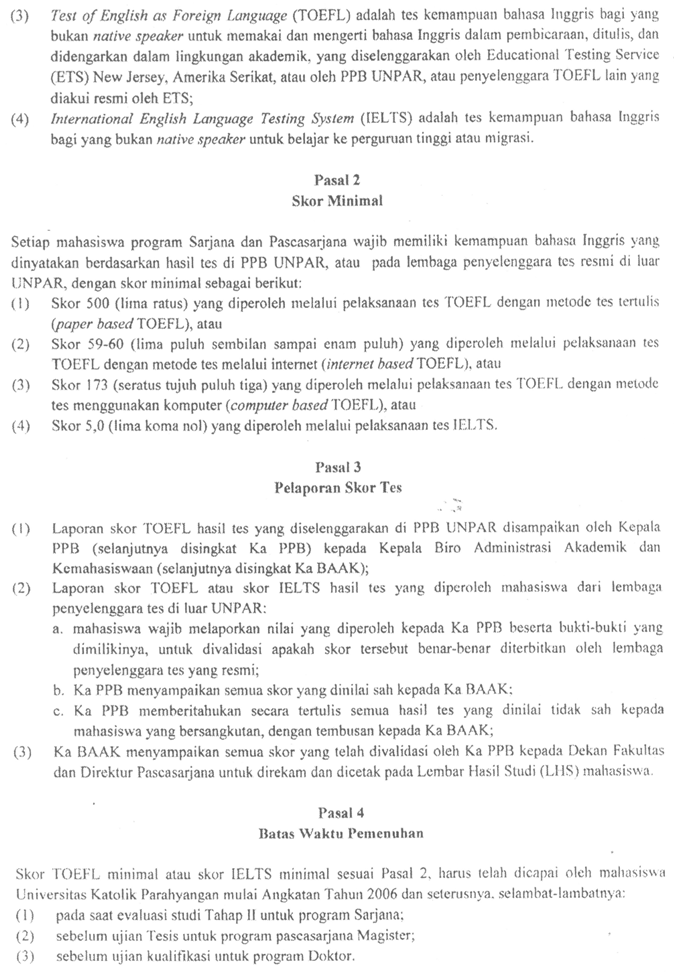 (3) Test of English as Foreign Language (TOEFL) adalah tes kemampuan bahasa Inggris bagi yang
bukan native speaker untuk memakai dan mengerti bahasa Inggris dalam pembicaraan, ditulis, dan
didengarkan dalam lingkungan akademik, yang diselenggarakan oleh Educational Testing Service
(ETS) New Jersey, Amerika Serikat, atau oleh PPB UNPAR, atau penyelenggara TOEFL lain yang
diakui resmi oleh ETS;
(4) International English Language Testing System (IELTS) adalah tes kemampuan bahasa Inggris
bagi yang bukan native speaker untuk belajar ke perguruan tinggi atau migrasi.
Pasal 2
Skor Minimal
Setiap mahasiswa program Sarjana dan Pascasarjana wajib memiliki kemampuan bahasa Inggris yang
dinyatakan berdasarkan hasil tes di PPB UNPAR, atau pada lembaga penyelenggara tes resmi di luar
UNPAR, dengan skor minimal sebagai berikut:
(1) Skor 500 (lima ratus) yang diperoleh melalui pelaksanaan tes TOEFL dengan metode tes tertulis
(paper based TOEFL), atau
(2) Skor 59-60 (lima puluh sembilan sampai enam puluh) yang diperoleh melalui pelaksanaan tes
TOEFL dengan metode tes melalui internet (internet based TOEFL), atau
(3) Skor 173 (seratus tujuh puluh tiga) yang diperoleh melalui pelaksanaan tes TOEFL dengan metode
tes menggunakan komputer (computer based TOEFL), atau
(4) Skor 5,0 (lima koma nol) yang diperoleh melalui pelaksanaan tes IELTS.
Pasal 3
Pelaporan Skor Tes
(1) Laporan skor TOEFL hasil tes yang diselenggarakan di PPB UNPAR disampaikan oleh Kepala
PPB (selanjutnya disingkat Ka PPB) kepada Kepala Biro Administrasi Akademik dan
Kemahasiswaan (selanjutnya disingkat Ka BAAK);
(2) Laporan skor TOEFL atau skor IELTS hasil tes yang diperoleh mahasiswa dari lembaga
penyelenggara tes di luar UNPAR:
a. mahasiswa wajib melaporkan nilai yang diperoleh kepada Ka PPB beserta bukti-bukti yang
dimilikinya, untuk divalidasi apakah skor tersebut benar-benar diterbitkan oleh lembaga
penyelenggara tes yang resmi;
b. Ka PPB menyampaikan semua skor yang dinilai sah kepada Ka BAAK;
c. Ka PPB memberitahukan secara tertulis semua hasil tes yang dinilai tidak sah kepada
mahasiswa yang bersangkutan, dengan tembusan kepada Ka BAAK;
(3) Ka BAAK menyampaikan semua skor yang telah divalidasi oleh Ka PPB kepada Dekan Fakultas
dan Direktur Pascasarjana untuk direkam dan dicetak pada Lembar Hasil Studi (LHS) mahasiswa.
Pasal 4
Batas Waktu Pemenuhan
Skor TOEFL minimal atau skor IELTS minimal sesuai Pasal 2, harus telah dicapai oleh mahasiswa
Universitas Katolik Parahyangan mulai Angkatan Tahun 2006 dan seterusnya, selambat-lambatnya:
(1) pada saat evaluasi studi Tahap II untuk program Sarjana;
(2) sebelum ujian Tesis untuk program pascasarjana Magister;
(3) sebelum ujian kualifikasi untuk program Doktor.